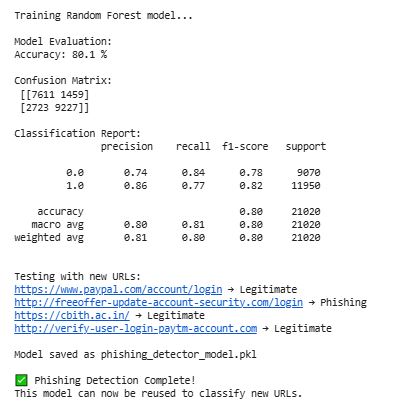 Training Random Forest model...
Model Evaluation:
Accuracy: 80.1 %
Confusion Matrix:
[[7611 1459]
[2723 9227]]
Classification Report:
precision recall f1-score support
0.0 0.74 0.84 0.78 9070
1.0 0.86 0.77 0.82 11950
accuracy 0.80 21020
macro avg 0.80 0.81 0.80 21020
weighted avg 0.81 0.80 0.80 21020
Testing with new URLs:
https://www.paypal.com/account/login → Legitimate
http://freeoffer-update-account-security.com/login → Phishing
https://cbith.ac.in/ → Legitimate
http://verify-user-login-paytm-account.com → Legitimate
Model saved as phishing_detector_model.pkl
✅ Phishing Detection Complete!
This model can now be reused to classify new URLs.